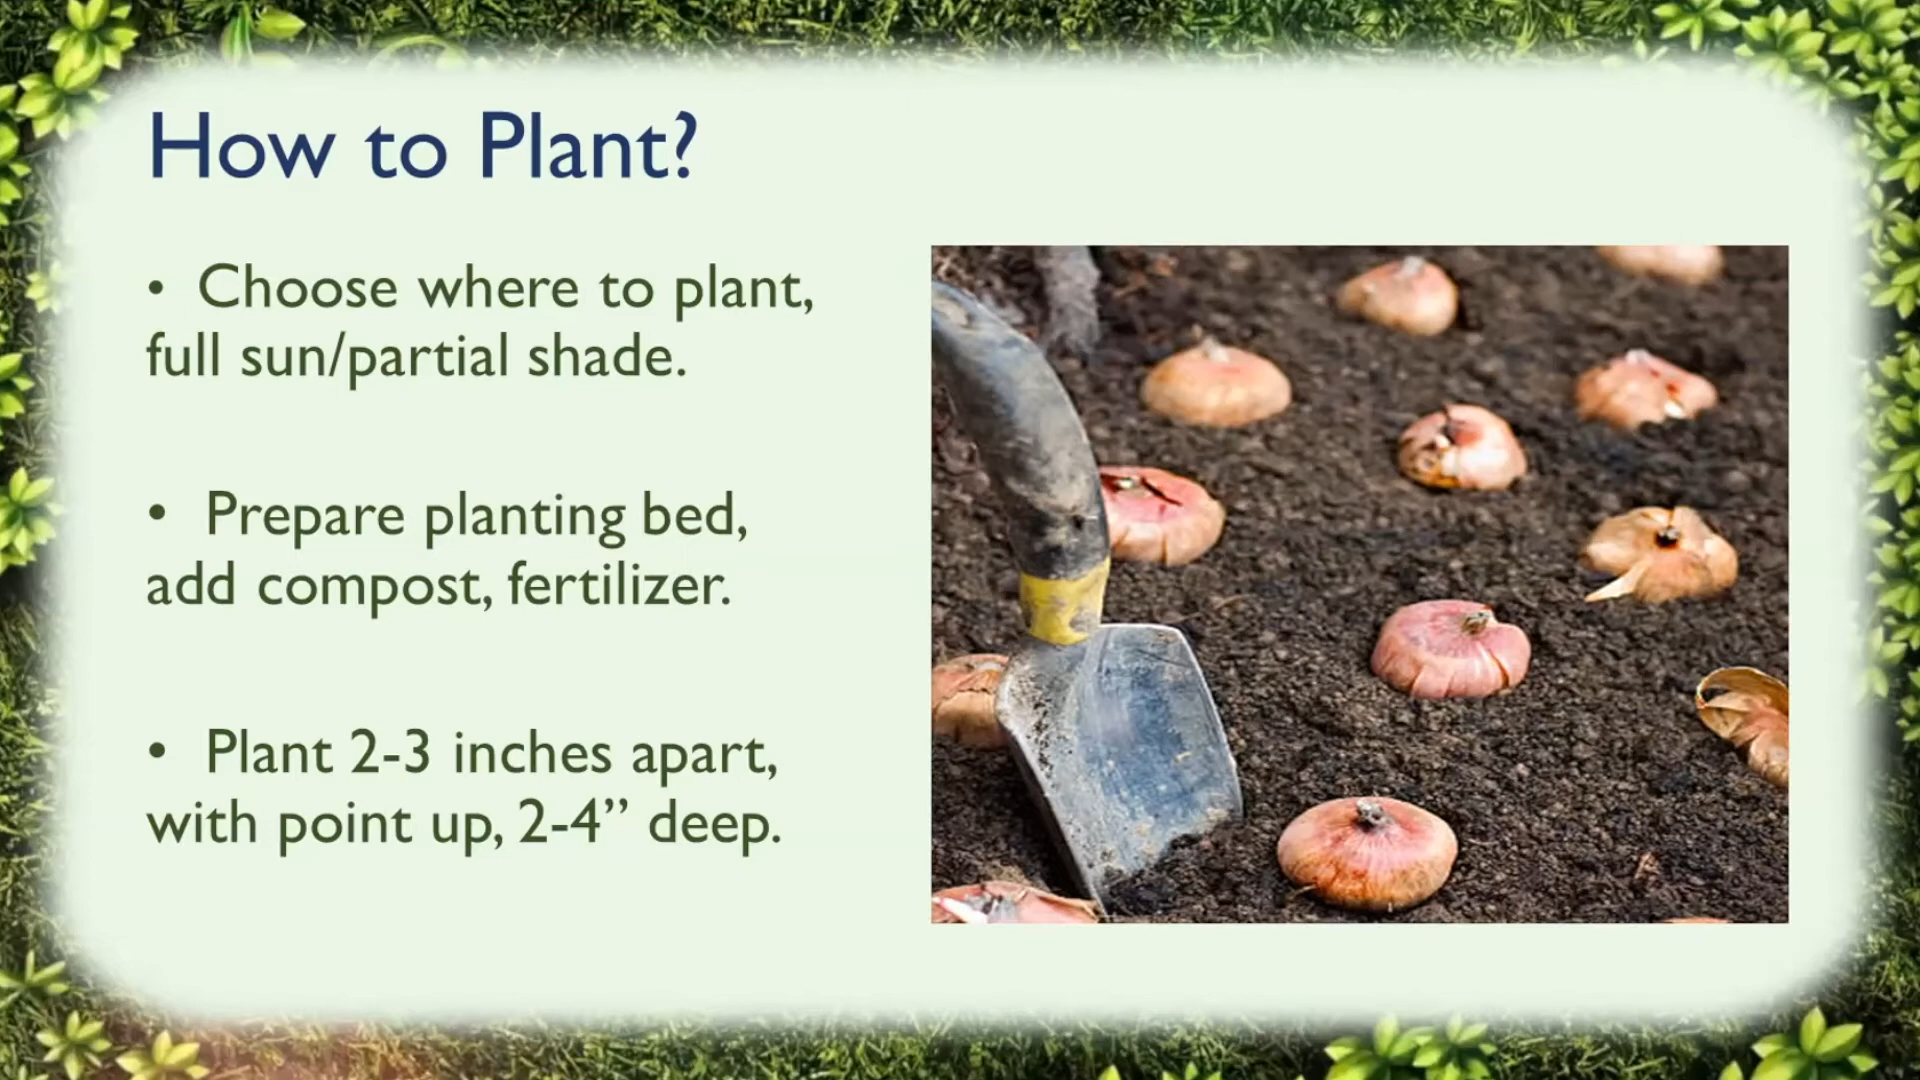 How to Plant?
• Choose where to plant,
full sun/partial shade.
• Prepare planting bed,
add compost, fertilizer.
• Plant 2-3 inches apart,
with point up, 2-4” deep.